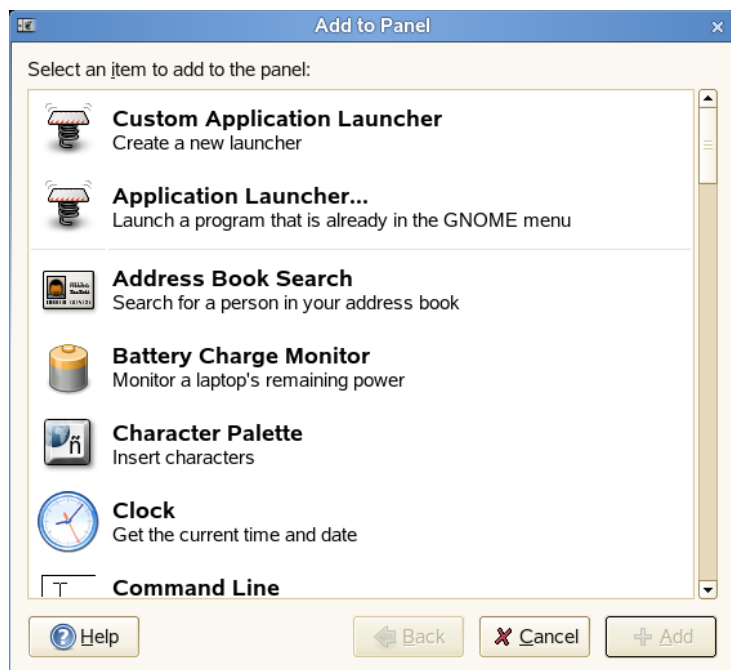 Add to Panel
Select an item to add to the panel:
Custom Application Launcher
Create a new launcher
Application Launcher...
Launch a program that is already in the GNOME menu
Address Book Search
Search for a person in your address book
Battery Charge Monitor
Monitor a laptop's remaining power
Character Palette
Insert characters
Clock
Get the current time and date
Command Line
Help
Back
Cancel
Add